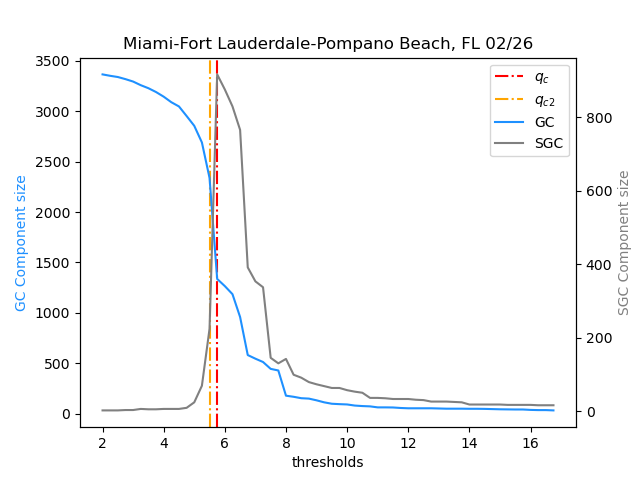 Miami-Fort Lauderdale-Pompano Beach, FL 02/26
3500
3000
2500
2000
1500
1000
500
0
GC Component size
2
4
6
8
10
12
14
16
thresholds
800
600
400
200
0
SGC Component size
q_c
q_{c2}
GC
SGC